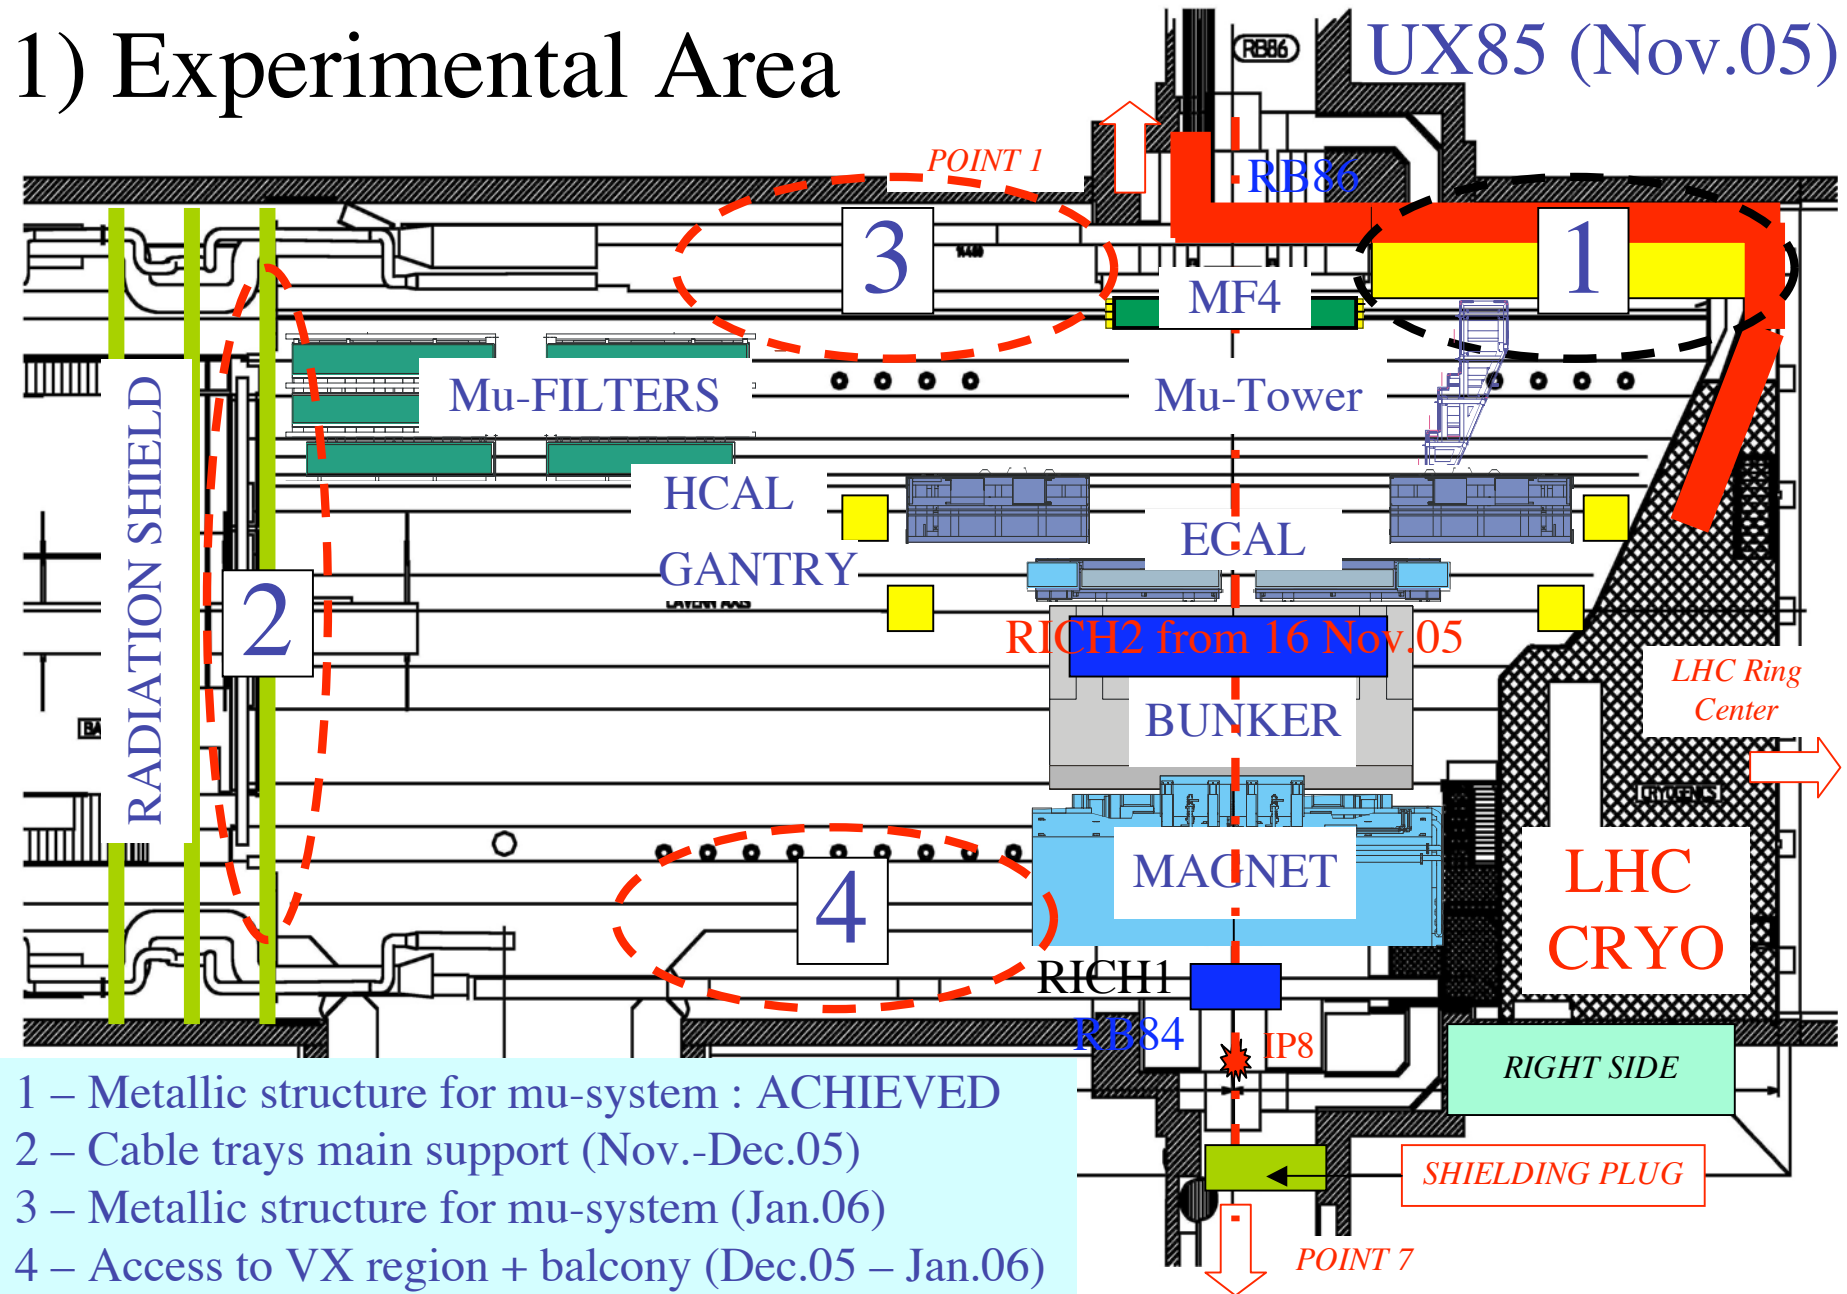 1) Experimental Area
UX85 (Nov.05)
RB86
POINT 1
RB86
3
1
MF4
Mu-FILTERS
Mu-Tower
RADIATION SHIELD
HCAL
ECAL
GANTRY
CAVERN AXIS
2
RICH2 from 16 Nov.05
LHC Ring
Center
BUNKER
CRYOGENICS
MAGNET
4
LHC
CRYO
RICH1
RB84
IP8
RIGHT SIDE
1 – Metallic structure for mu-system : ACHIEVED
2 – Cable trays main support (Nov.-Dec.05)
SHIELDING PLUG
3 – Metallic structure for mu-system (Jan.06)
4 – Access to VX region + balcony (Dec.05 – Jan.06)
POINT 7